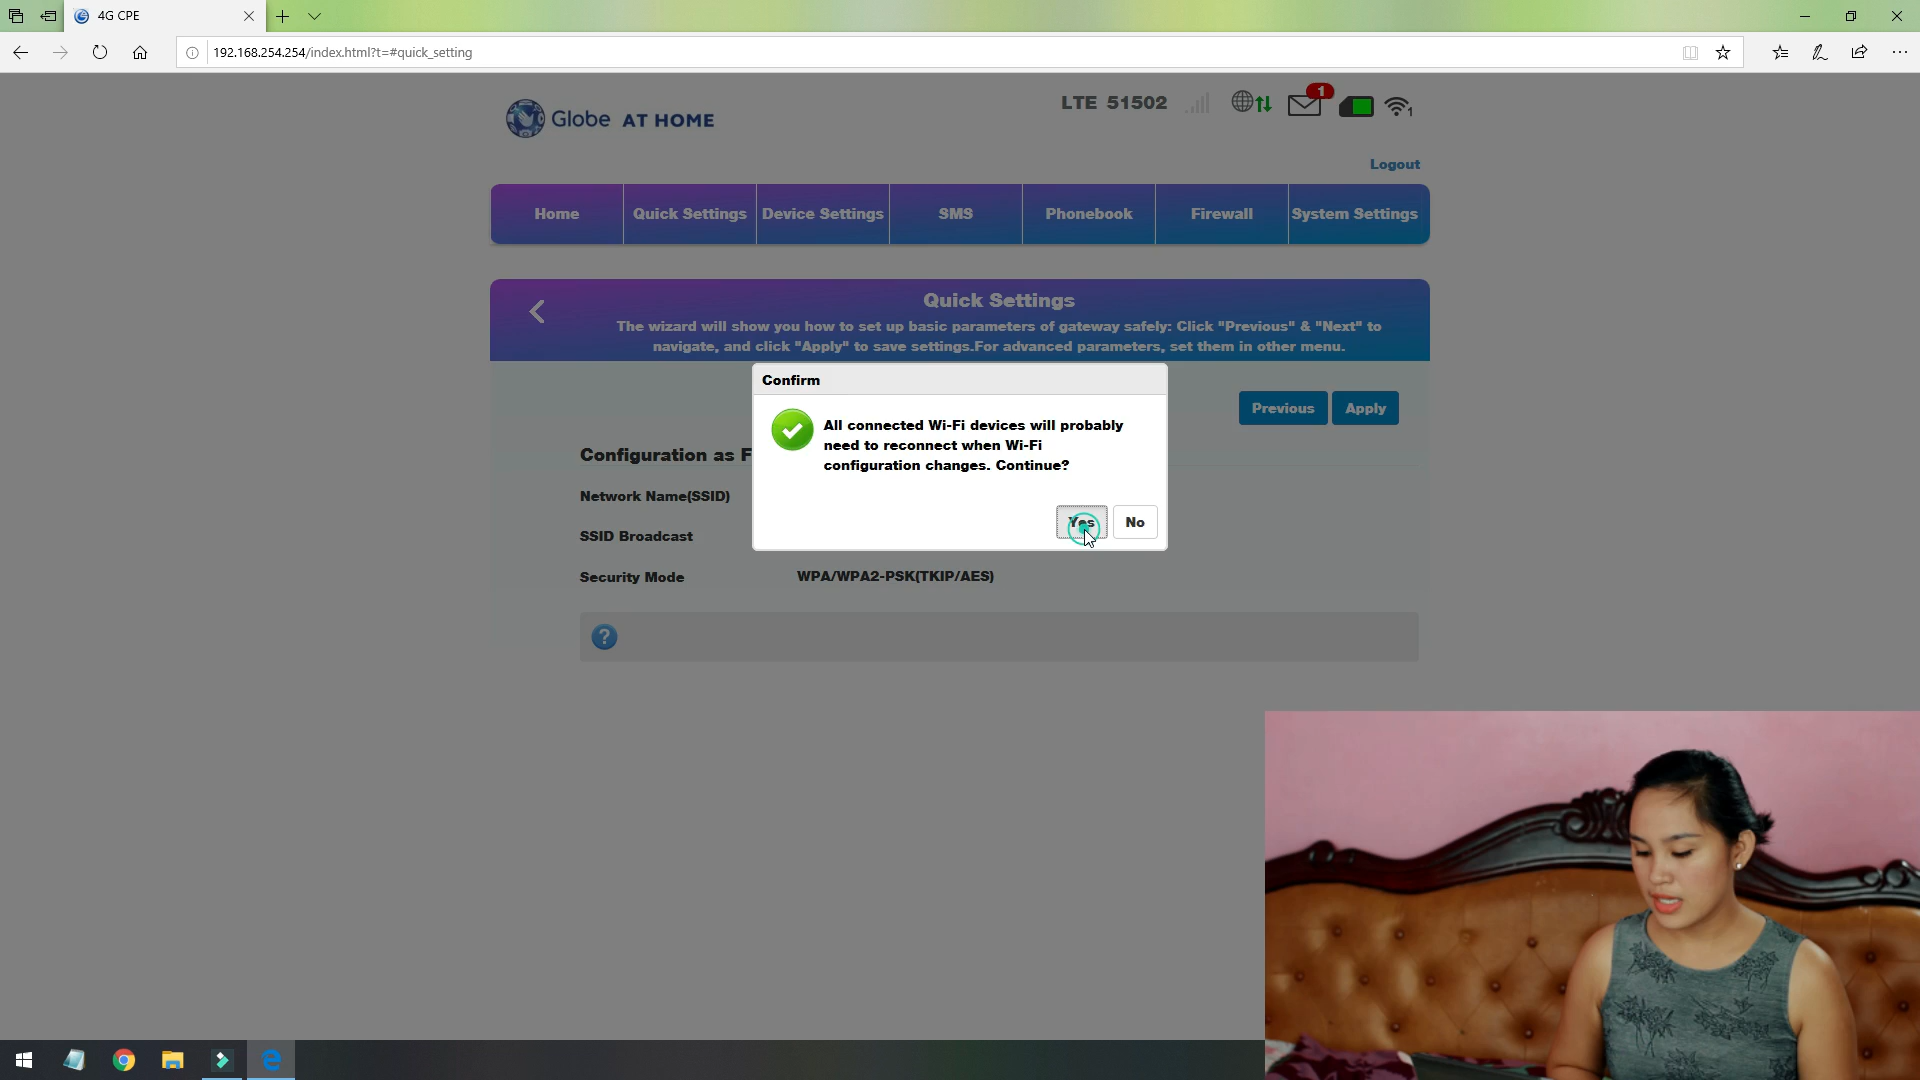 4G CPE
192.168.254.254/index.html?t=#quick_setting
Globe AT HOME
LTE 51502
1
1
Logout
Home
Quick Settings
Device Settings
SMS
Phonebook
Firewall
System Settings
Quick Settings
The wizard will show you how to set up basic parameters of gateway safely: Click "Previous" & "Next" to
navigate, and click "Apply" to save settings.For advanced parameters, set them in other menu.
Confirm
All connected Wi-Fi devices will probably
need to reconnect when Wi-Fi
configuration changes. Continue?
Yes
No
Previous
Apply
Configuration as F
Network Name(SSID)
SSID Broadcast
Security Mode
WPA/WPA2-PSK(TKIP/AES)
?